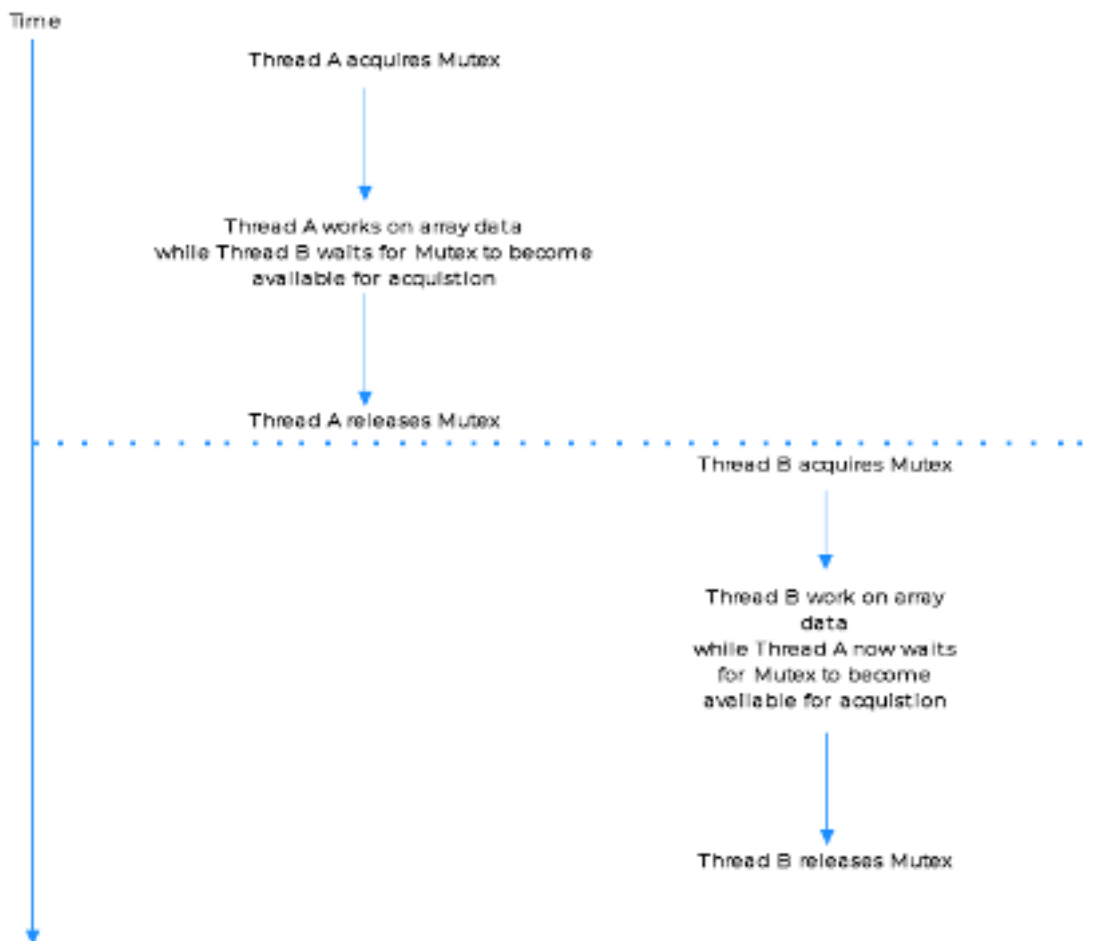 Time
Thread A acquires Mutex
Thread A works on array data
while Thread B waits for Mutex to become
available for acquistion
Thread A releases Mutex
Thread B acquires Mutex
Thread B work on array
data
while Thread A now waits
for Mutex to become
available for acquistion
Thread B releases Mutex